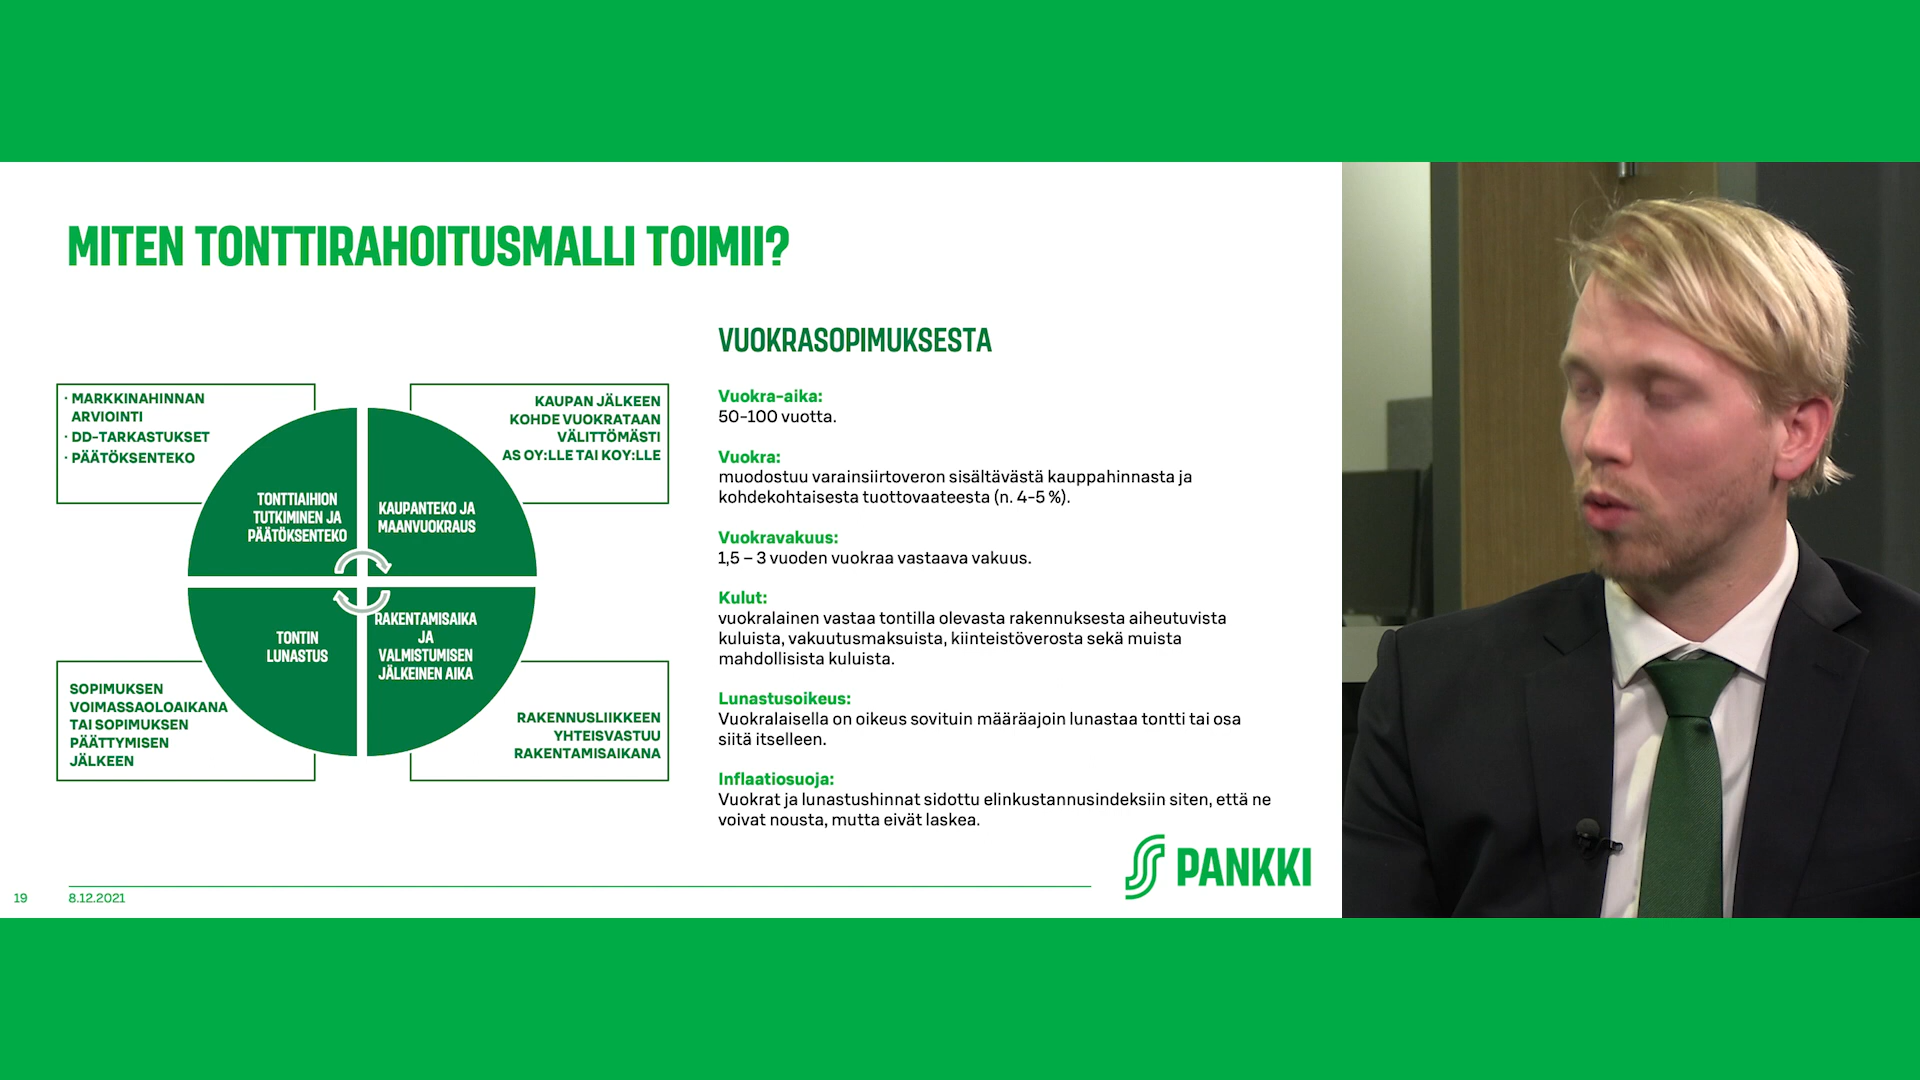 MITEN TONTTIRAHOITUSMALLI TOIMII?
· MARKKINAHINNAN
ARVIOINTI
· DD-TARKASTUKSET
· PÄÄTÖKSENTEKO
KAUPAN JÄLKEEN
KOHDE VUOKRATAAN
VÄLITTÖMÄSTI
AS OY:LLE TAI KOY:LLE
TONTTIAIHION
TUTKIMINEN JA
PÄÄTÖKSENTEKO
KAUPANTEKO JA
MAANVUOKRAUS
TONTIN
LUNASTUS
RAKENTAMISAIKA
JA
VALMISTUMISEN
JÄLKEINEN AIKA
SOPIMUKSEN
VOIMASSAOLOAIKANA
TAI SOPIMUKSEN
PÄÄTTYMISEN
JÄLKEEN
RAKENNUSLIIKKEEN
YHTEISVASTUU
RAKENTAMISAIKANA
VUOKRASOPIMUKSESTA
Vuokra-aika:
50-100 vuotta.
Vuokra:
muodostuu varainsiirtoveron sisältävästä kauppahinnasta ja
kohdekohtaisesta tuottovaateesta (n. 4-5 %).
Vuokravakuus:
1,5 – 3 vuoden vuokraa vastaava vakuus.
Kulut:
vuokralainen vastaa tontilla olevasta rakennuksesta aiheutuvista
kuluista, vakuutusmaksuista, kiinteistöverosta sekä muista
mahdollisista kuluista.
Lunastusoikeus:
Vuokralaisella on oikeus sovituin määräajoin lunastaa tontti tai osa
siitä itselleen.
Inflaatiosuoja:
Vuokrat ja lunastushinnat sidottu elinkustannusindeksiin siten, että ne
voivat nousta, mutta eivät laskea.
PANKKI
19
8.12.2021